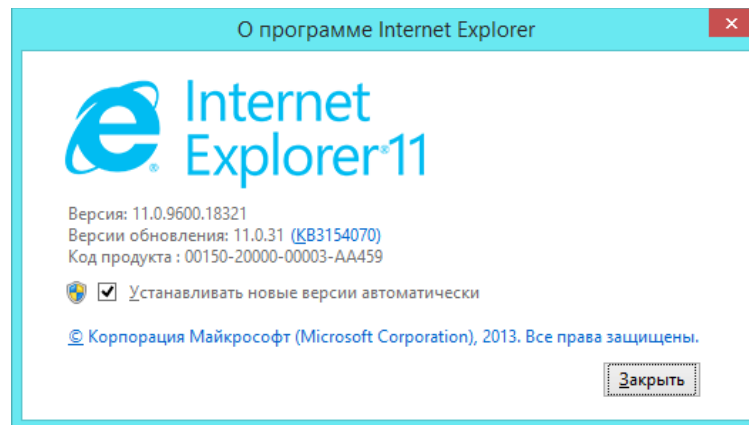 О программе Internet Explorer
Internet
Explorer®11
Версия: 11.0.9600.18321
Версии обновления: 11.0.31 (KB3154070)
Код продукта : 00150-20000-00003-AA459
Устанавливать новые версии автоматически
© Корпорация Майкрософт (Microsoft Corporation), 2013. Все права защищены.
Закрыть